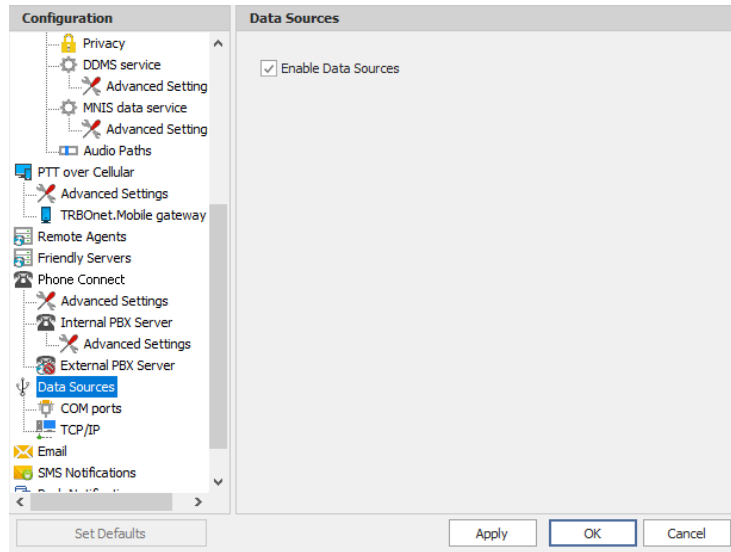 Configuration
Privacy
DDMS service
Advanced Setting
MNIS data service
Advanced Setting
Audio Paths
PTT over Cellular
Advanced Settings
TRBOnet.Mobile gateway
Remote Agents
Friendly Servers
Phone Connect
Advanced Settings
Internal PBX Server
Advanced Settings
External PBX Server
Data Sources
COM ports
TCP/IP
Email
SMS Notifications
Set Defaults
Data Sources
Enable Data Sources
Apply
OK
Cancel